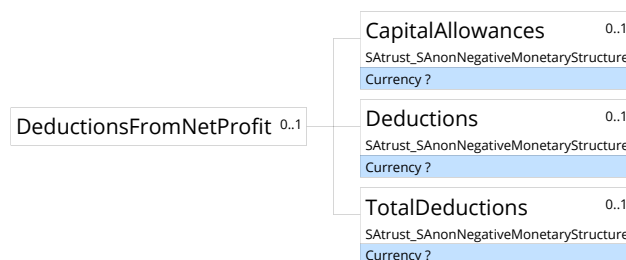 CapitalAllowances 0..1
SAtrust_SAnonNegativeMonetaryStructure
Currency ?
DeductionsFromNetProfit 0..1
Deductions 0..1
SAtrust_SAnonNegativeMonetaryStructure
Currency ?
TotalDeductions 0..1
SAtrust_SAnonNegativeMonetaryStructure
Currency ?